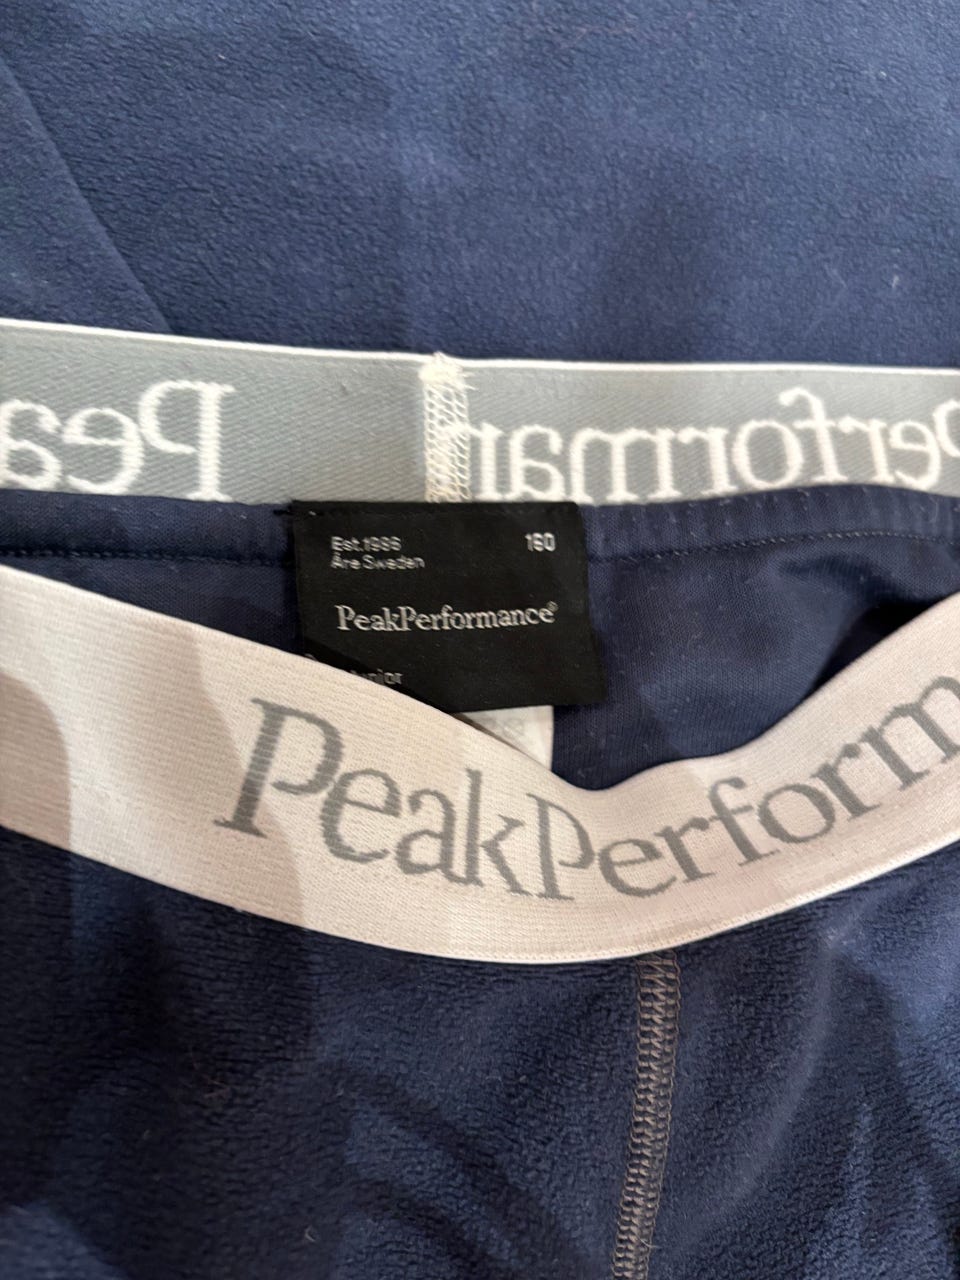 Pea
Performan
Est.1986
Åre Sweden
160
PeakPerformance®
PeakPerform